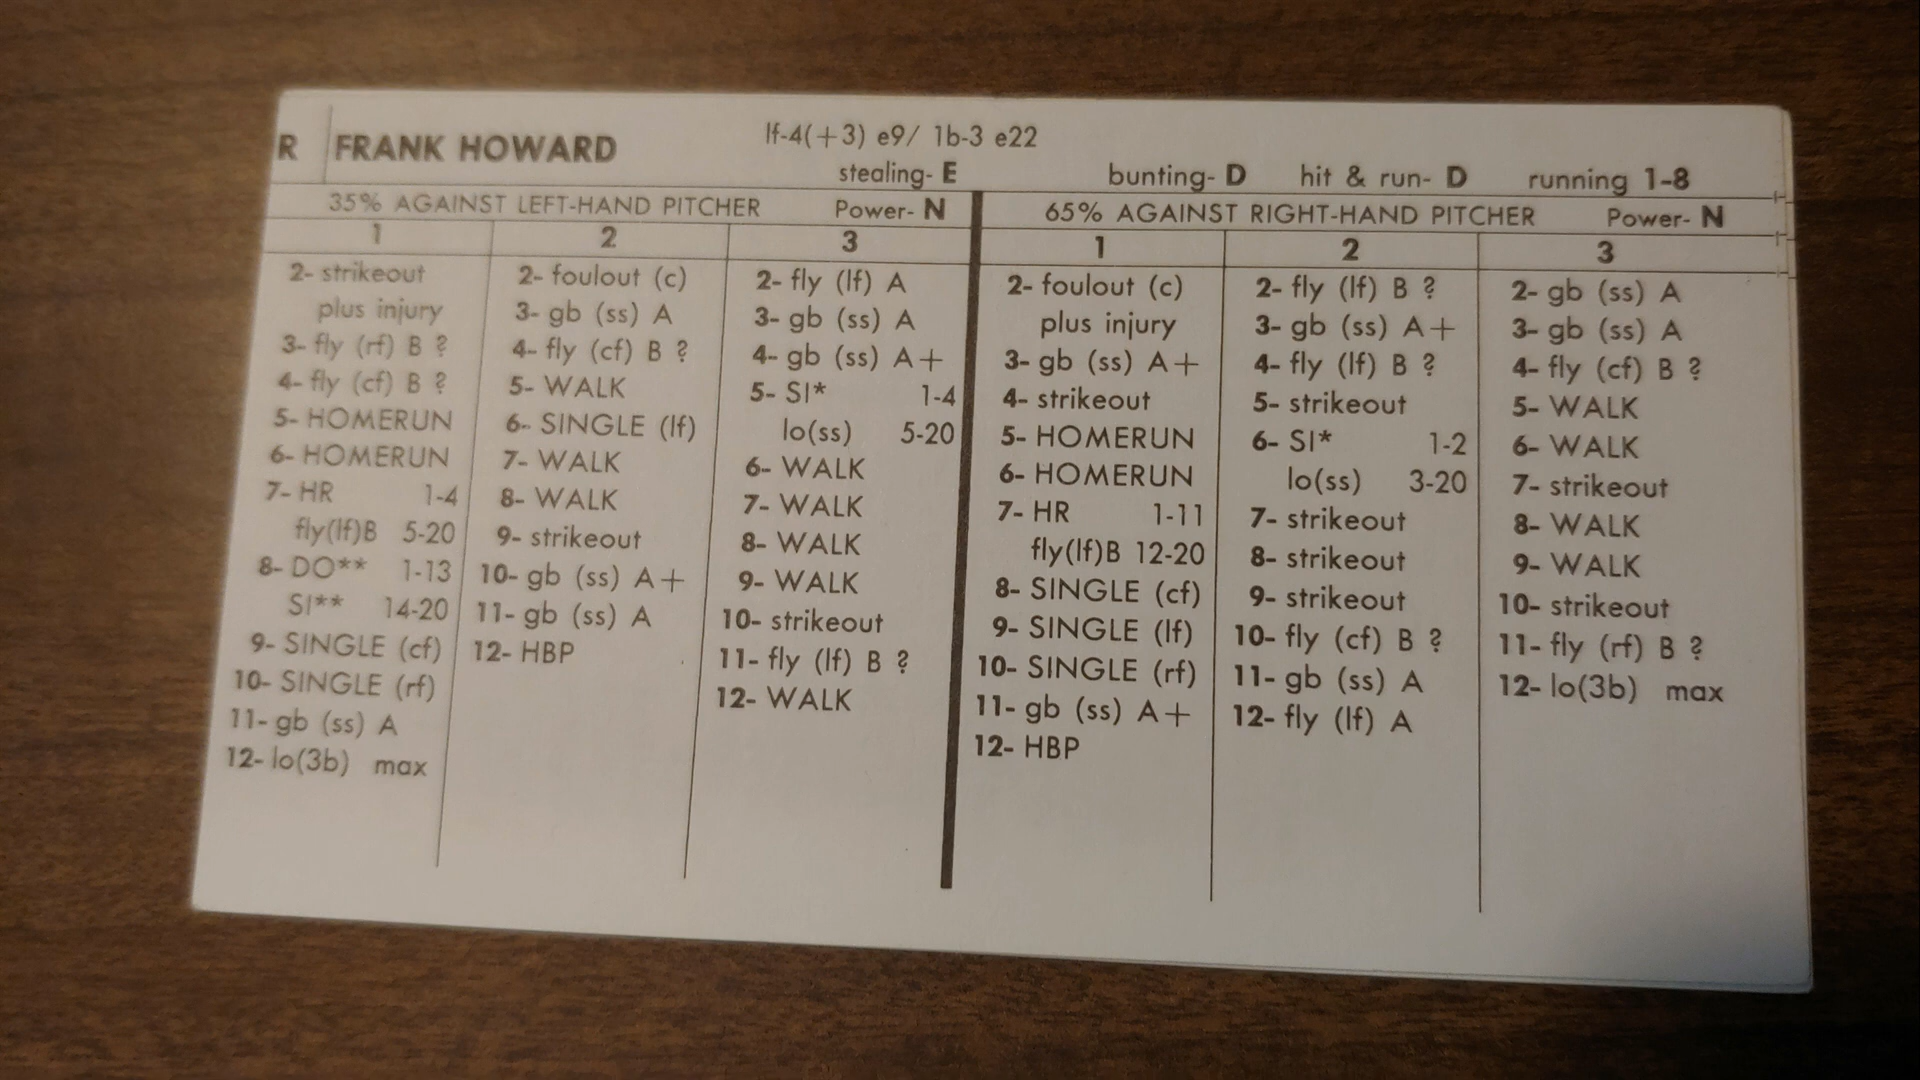 R FRANK HOWARD lf-4(+3) e9/ 1b-3 e22
stealing- E bunting- D hit & run- D running 1-8
35% AGAINST LEFT-HAND PITCHER Power- N
1
2- strikeout
plus injury
3- fly (rf) B ?
4- fly (cf) B ?
5- HOMERUN
6- HOMERUN
7- HR 1-4
fly(lf)B 5-20
8- DO** 1-13
SI** 14-20
9- SINGLE (cf)
10- SINGLE (rf)
11- gb (ss) A
12- lo(3b) max
2
2- foulout (c)
3- gb (ss) A
4- fly (cf) B ?
5- WALK
6- SINGLE (lf)
7- WALK
8- WALK
9- strikeout
10- gb (ss) A+
11- gb (ss) A
12- HBP
3
2- fly (lf) A
3- gb (ss) A
4- gb (ss) A+
5- SI* 1-4
lo(ss) 5-20
6- WALK
7- WALK
8- WALK
9- WALK
10- strikeout
11- fly (lf) B ?
12- WALK
65% AGAINST RIGHT-HAND PITCHER Power- N
1
2- foulout (c)
plus injury
3- gb (ss) A+
4- strikeout
5- HOMERUN
6- HOMERUN
7- HR 1-11
fly(lf)B 12-20
8- SINGLE (cf)
9- SINGLE (lf)
10- SINGLE (rf)
11- gb (ss) A+
12- HBP
2
2- fly (lf) B ?
3- gb (ss) A+
4- fly (lf) B ?
5- strikeout
6- SI* 1-2
lo(ss) 3-20
7- strikeout
8- strikeout
9- strikeout
10- fly (cf) B ?
11- gb (ss) A
12- fly (lf) A
3
2- gb (ss) A
3- gb (ss) A
4- fly (cf) B ?
5- WALK
6- WALK
7- strikeout
8- WALK
9- WALK
10- strikeout
11- fly (rf) B ?
12- lo(3b) max